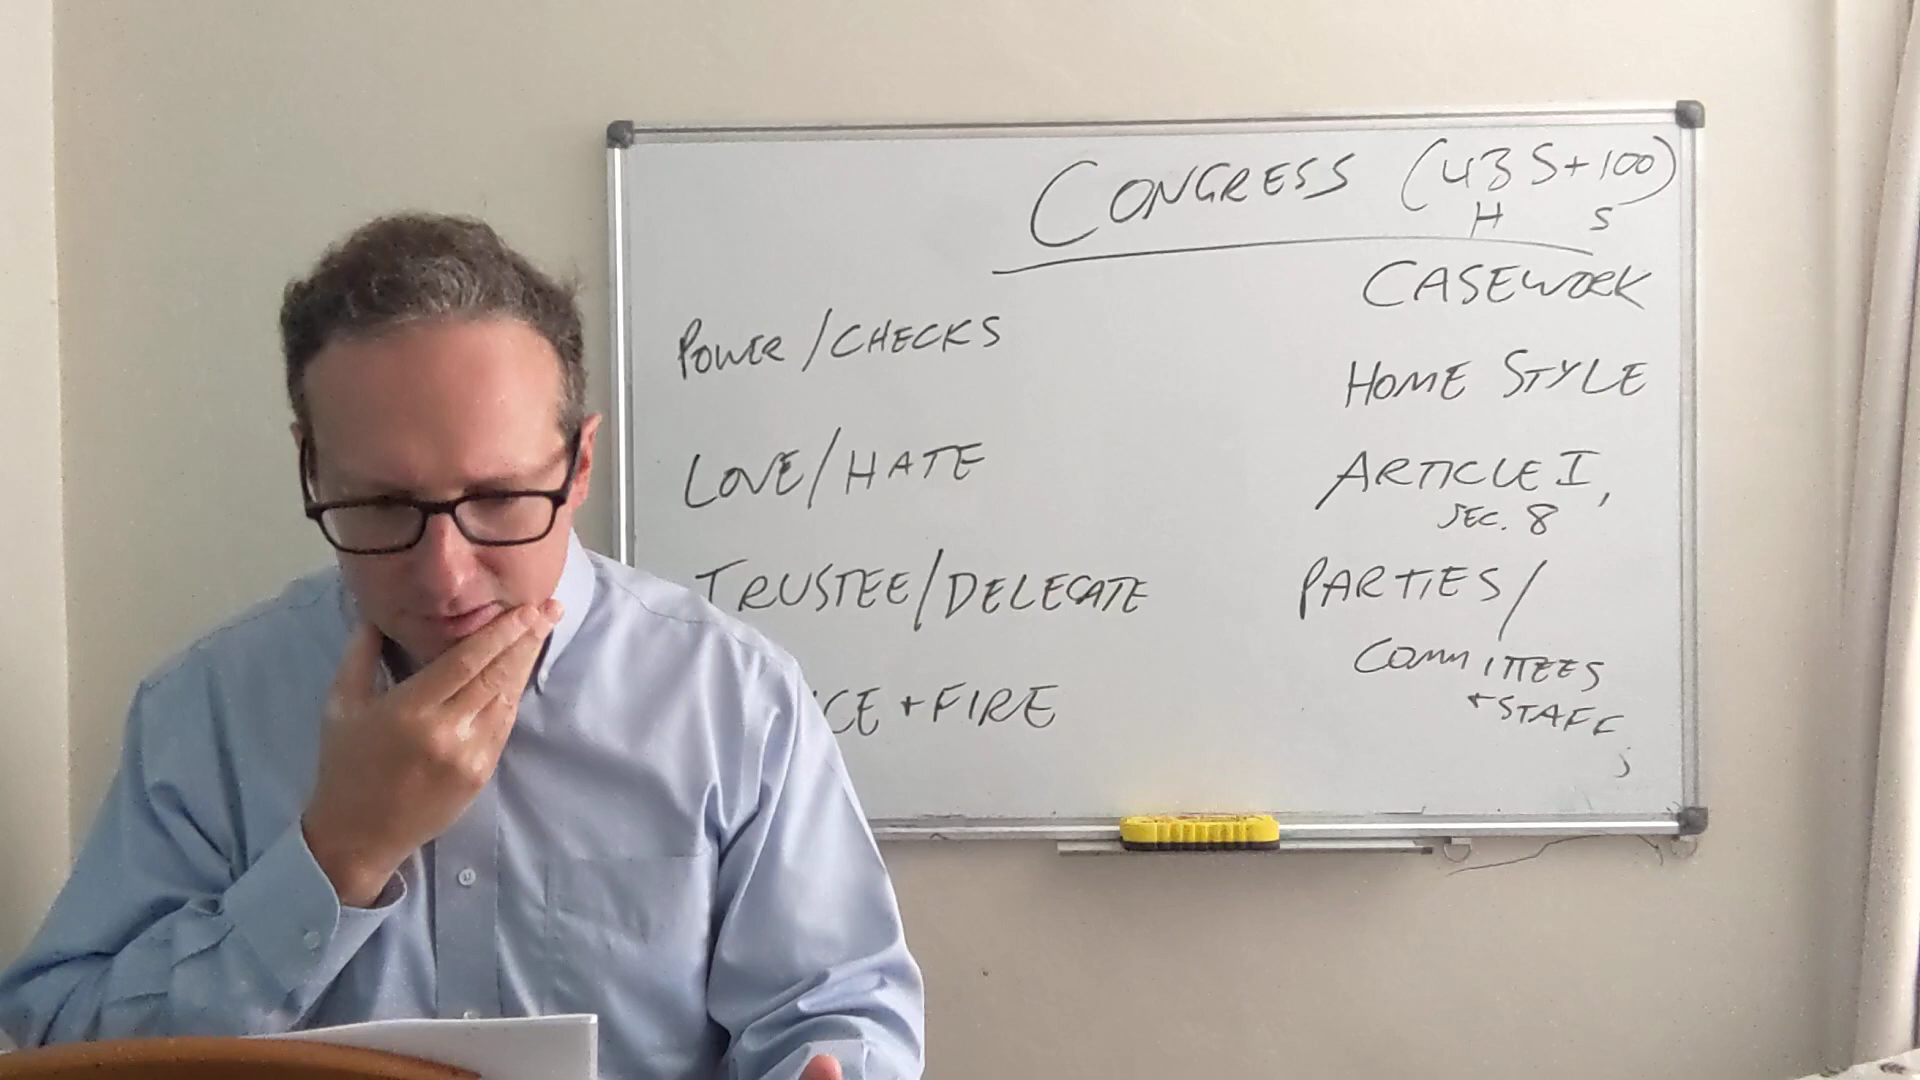 CONGRESS (435+100)
H S
POWER/CHECKS
LOVE/HATE
TRUSTEE/DELEGATE
+FIRE
CASEWORK
HOME STYLE
ARTICLE I,
SEC. 8
PARTIES/
COMMITTEES
+STAFF